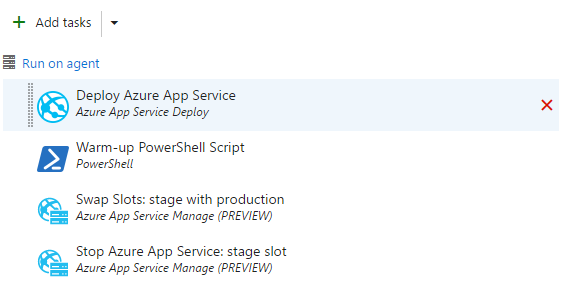 Add tasks
Run on agent
Deploy Azure App Service
Azure App Service Deploy
Warm-up PowerShell Script
PowerShell
Swap Slots: stage with production
Azure App Service Manage (PREVIEW)
Stop Azure App Service: stage slot
Azure App Service Manage (PREVIEW)